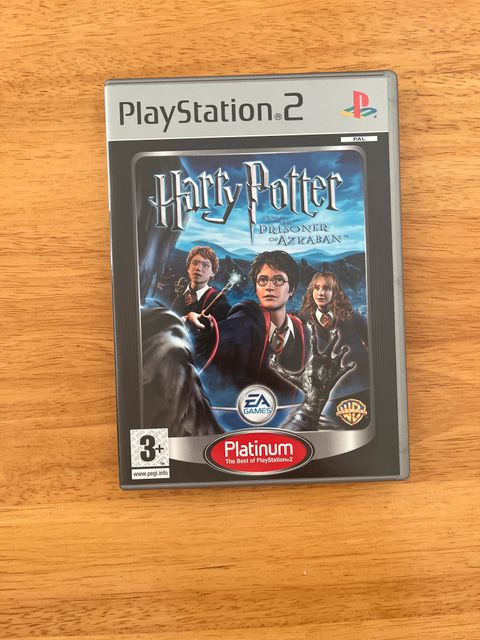 PlayStation®2
PAL
Harry Potter
AND THE
PRISONER
OF AZKABAN™
EA
GAMES
WB
3+
www.pegi.info
Platinum
The Best of PlayStation®2